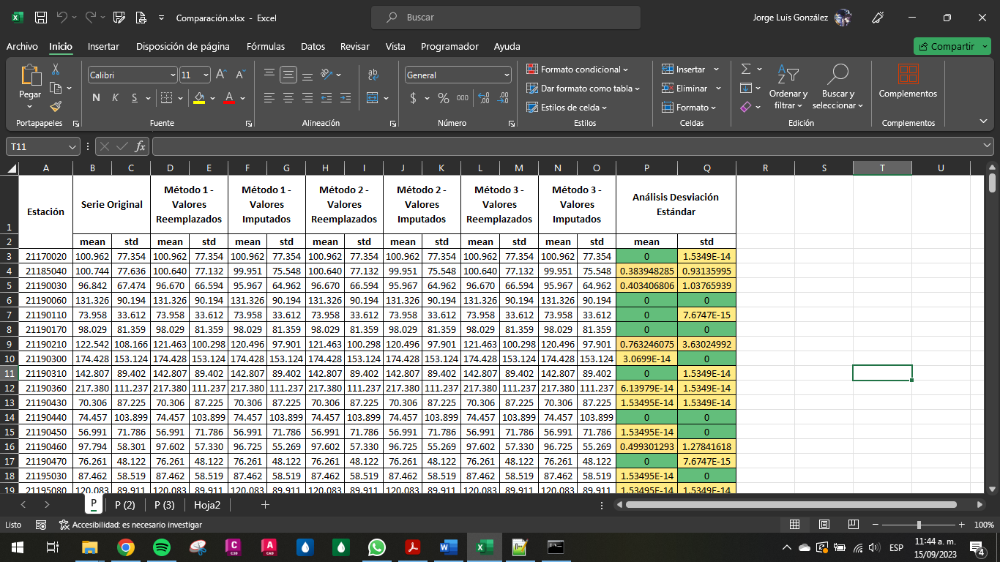 Comparación.xlsx - Excel
Buscar
Jorge Luis González
Archivo Inicio Insertar Disposición de página Fórmulas Datos Revisar Vista Programador Ayuda
Compartir
Pegar
Portapapeles
Calibri 11
N K S
Fuente
ab
Alineación
General
$ % 000
Número
Formato condicional
Dar formato como tabla
Estilos de celda
Estilos
Insertar
Eliminar
Formato
Celdas
Ordenar y filtrar
Buscar y seleccionar
Edición
Complementos
Complementos
T11 fx
A B C D E F G H I J K L M N O P Q R S T U
1 Estación Serie Original Método 1 - Valores Reemplazados Método 1 - Valores Imputados Método 2 - Valores Reemplazados Método 2 - Valores Imputados Método 3 - Valores Reemplazados Método 3 - Valores Imputados Análisis Desviación Estándar
2 mean std mean std mean std mean std mean std mean std mean std mean std
3 21170020 100.962 77.354 100.962 77.354 100.962 77.354 100.962 77.354 100.962 77.354 100.962 77.354 100.962 77.354 0 1.5349E-14
4 21185040 100.744 77.636 100.640 77.132 99.951 75.548 100.640 77.132 99.951 75.548 100.640 77.132 99.951 75.548 0.383948285 0.93135995
5 21190030 96.842 67.474 96.670 66.594 95.967 64.962 96.670 66.594 95.967 64.962 96.670 66.594 95.967 64.962 0.403406806 1.03765939
6 21190060 131.326 90.194 131.326 90.194 131.326 90.194 131.326 90.194 131.326 90.194 131.326 90.194 131.326 90.194 0 0
7 21190110 73.958 33.612 73.958 33.612 73.958 33.612 73.958 33.612 73.958 33.612 73.958 33.612 73.958 33.612 0 7.6747E-15
8 21190170 98.029 81.359 98.029 81.359 98.029 81.359 98.029 81.359 98.029 81.359 98.029 81.359 98.029 81.359 0 0
9 21190210 122.542 108.166 121.463 100.298 120.496 97.901 121.463 100.298 120.496 97.901 121.463 100.298 120.496 97.901 0.763246075 3.63024992
10 21190300 174.428 153.124 174.428 153.124 174.428 153.124 174.428 153.124 174.428 153.124 174.428 153.124 174.428 153.124 3.0699E-14 0
11 21190310 142.807 89.402 142.807 89.402 142.807 89.402 142.807 89.402 142.807 89.402 142.807 89.402 142.807 89.402 0 1.5349E-14
12 21190360 217.380 111.237 217.380 111.237 217.380 111.237 217.380 111.237 217.380 111.237 217.380 111.237 217.380 111.237 6.13979E-14 1.5349E-14
13 21190430 70.306 87.225 70.306 87.225 70.306 87.225 70.306 87.225 70.306 87.225 70.306 87.225 70.306 87.225 1.53495E-14 1.5349E-14
14 21190440 74.457 103.899 74.457 103.899 74.457 103.899 74.457 103.899 74.457 103.899 74.457 103.899 74.457 103.899 0 0
15 21190450 56.991 71.786 56.991 71.786 56.991 71.786 56.991 71.786 56.991 71.786 56.991 71.786 56.991 71.786 1.53495E-14 0
16 21190460 97.794 58.301 97.602 57.330 96.725 55.269 97.602 57.330 96.725 55.269 97.602 57.330 96.725 55.269 0.499301293 1.27841618
17 21190470 76.261 48.122 76.261 48.122 76.261 48.122 76.261 48.122 76.261 48.122 76.261 48.122 76.261 48.122 0 7.6747E-15
18 21195030 87.462 58.519 87.462 58.519 87.462 58.519 87.462 58.519 87.462 58.519 87.462 58.519 87.462 58.519 1.53495E-14 0
19 21195080 120.083 89.911 120.083 89.911 120.083 89.911 120.083 89.911 120.083 89.911 120.083 89.911 120.083 89.911 1.53495E-14 1.5349E-14
P P (2) P (3) Hoja2
Listo Accesibilidad: es necesario investigar 100%
ESP 11:44 a. m.
15/09/2023
4